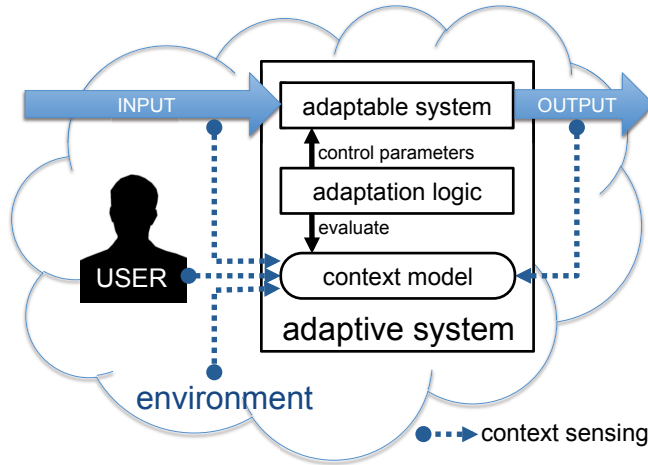 INPUT
adaptable system
OUTPUT
control parameters
adaptation logic
evaluate
USER
context model
adaptive system
environment
context sensing